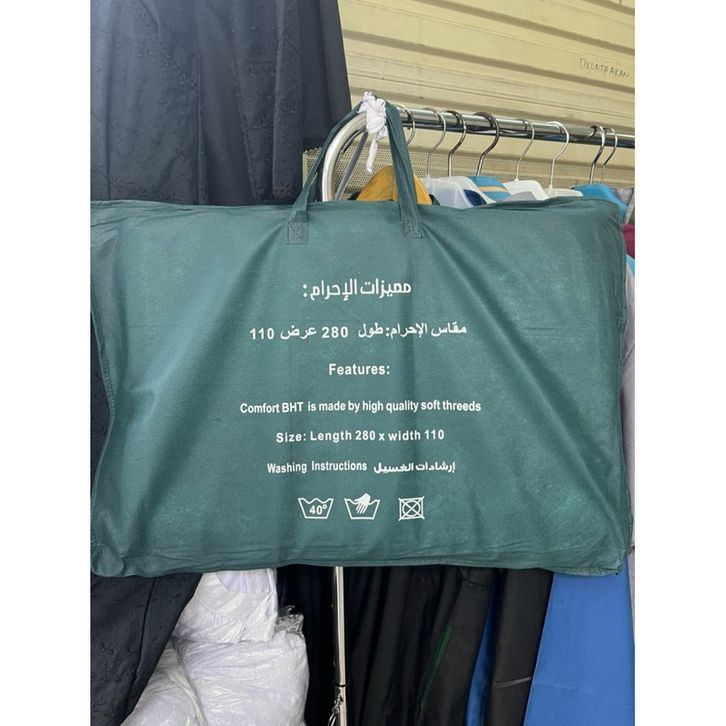 DIKONTRAKAN
مميزات الإحرام:
مقاس الإحرام: طول 280 عرض 110
Features:
Comfort BHT is made by high quality soft threeds
Size: Length 280 x width 110
Washing Instructions إرشادات الغسيل
40°